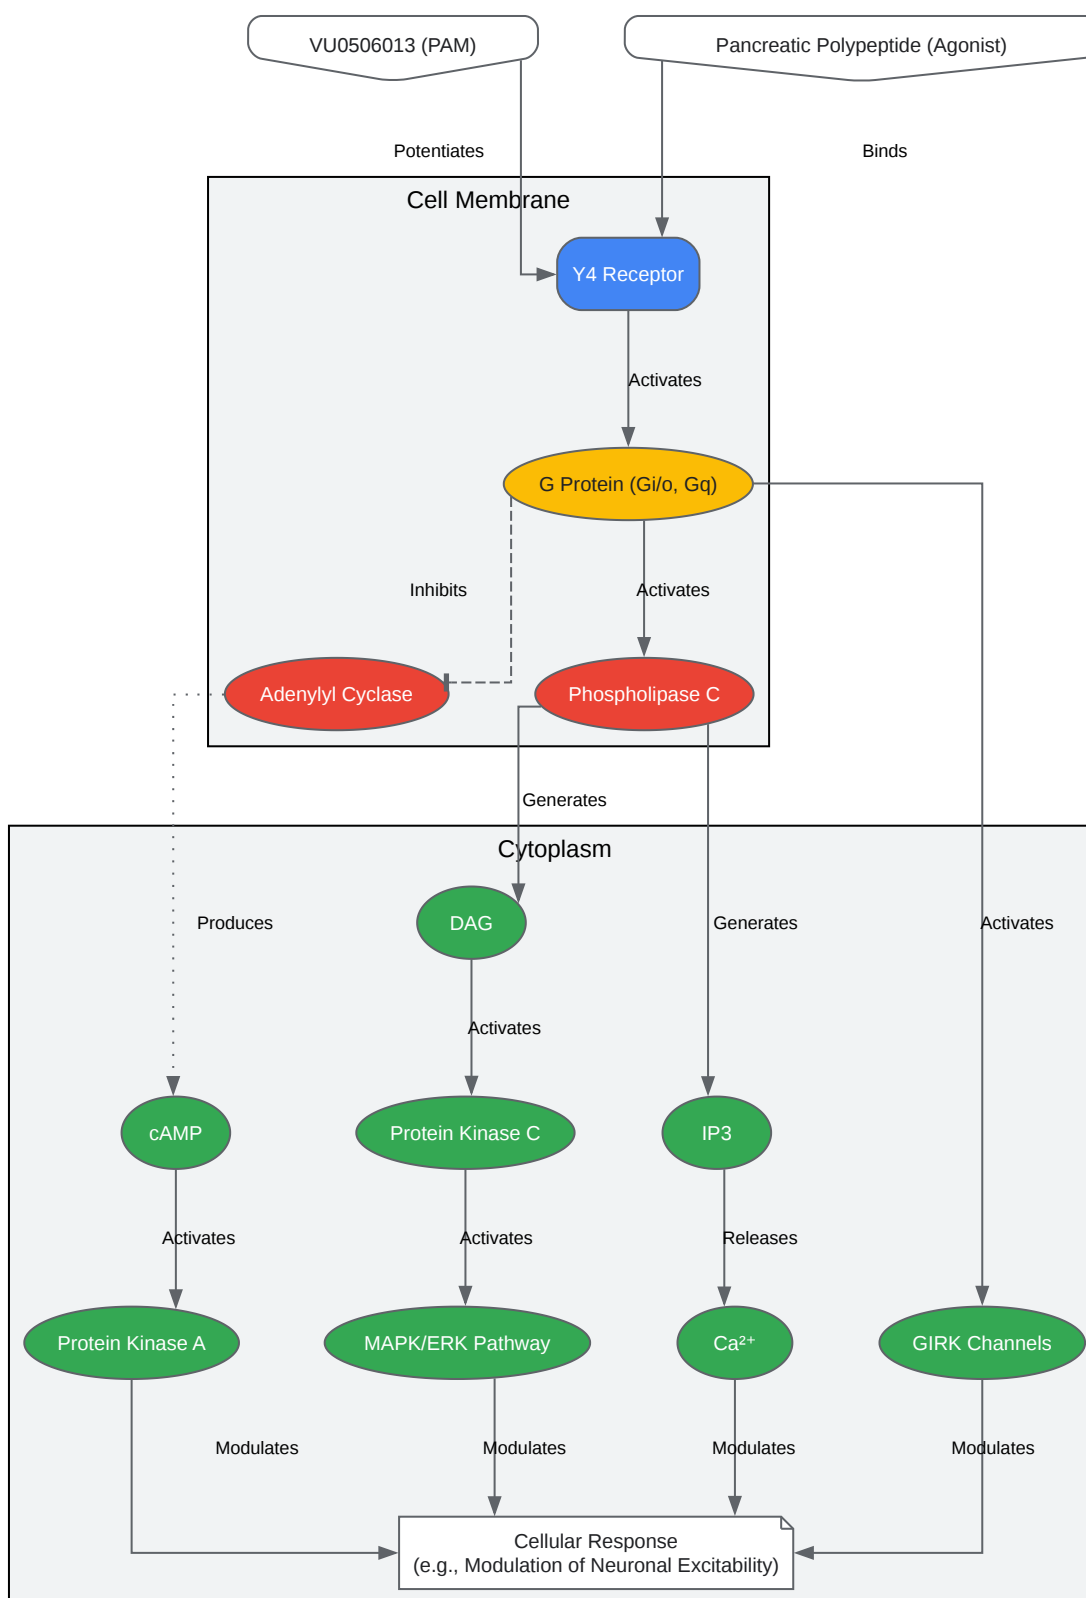 VU0506013 (PAM)
Pancreatic Polypeptide (Agonist)
Potentiates
Binds
Cell Membrane
Y4 Receptor
Activates
G Protein (Gi/o, Gq)
Inhibits
Activates
Adenylyl Cyclase
Phospholipase C
Generates
Cytoplasm
Produces
DAG
Generates
Activates
Activates
cAMP
Protein Kinase C
IP3
Activates
Activates
Releases
Protein Kinase A
MAPK/ERK Pathway
Ca²⁺
GIRK Channels
Modulates
Modulates
Modulates
Modulates
Cellular Response
(e.g., Modulation of Neuronal Excitability)